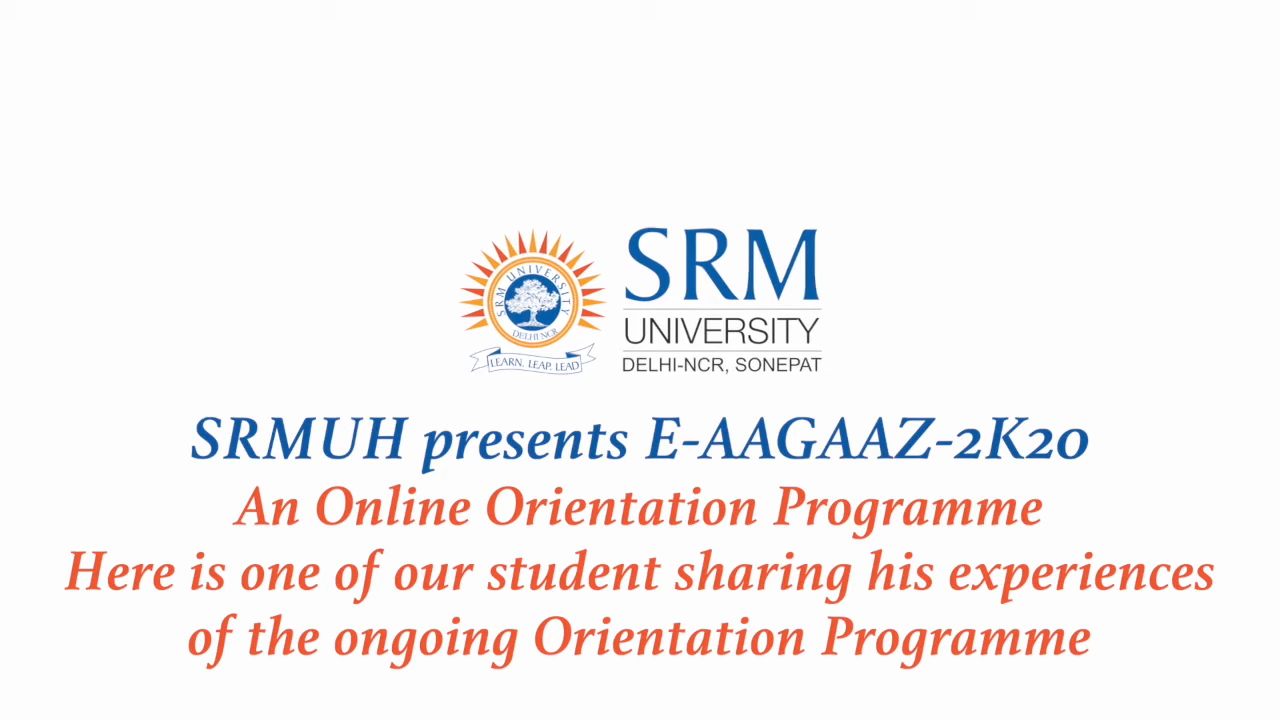 SRM UNIVERSITY
DELHI-NCR
LEARN. LEAP. LEAD
SRM
UNIVERSITY
DELHI-NCR, SONEPAT
SRMUH presents E-AAGAAZ-2K20
An Online Orientation Programme
Here is one of our student sharing his experiences
of the ongoing Orientation Programme